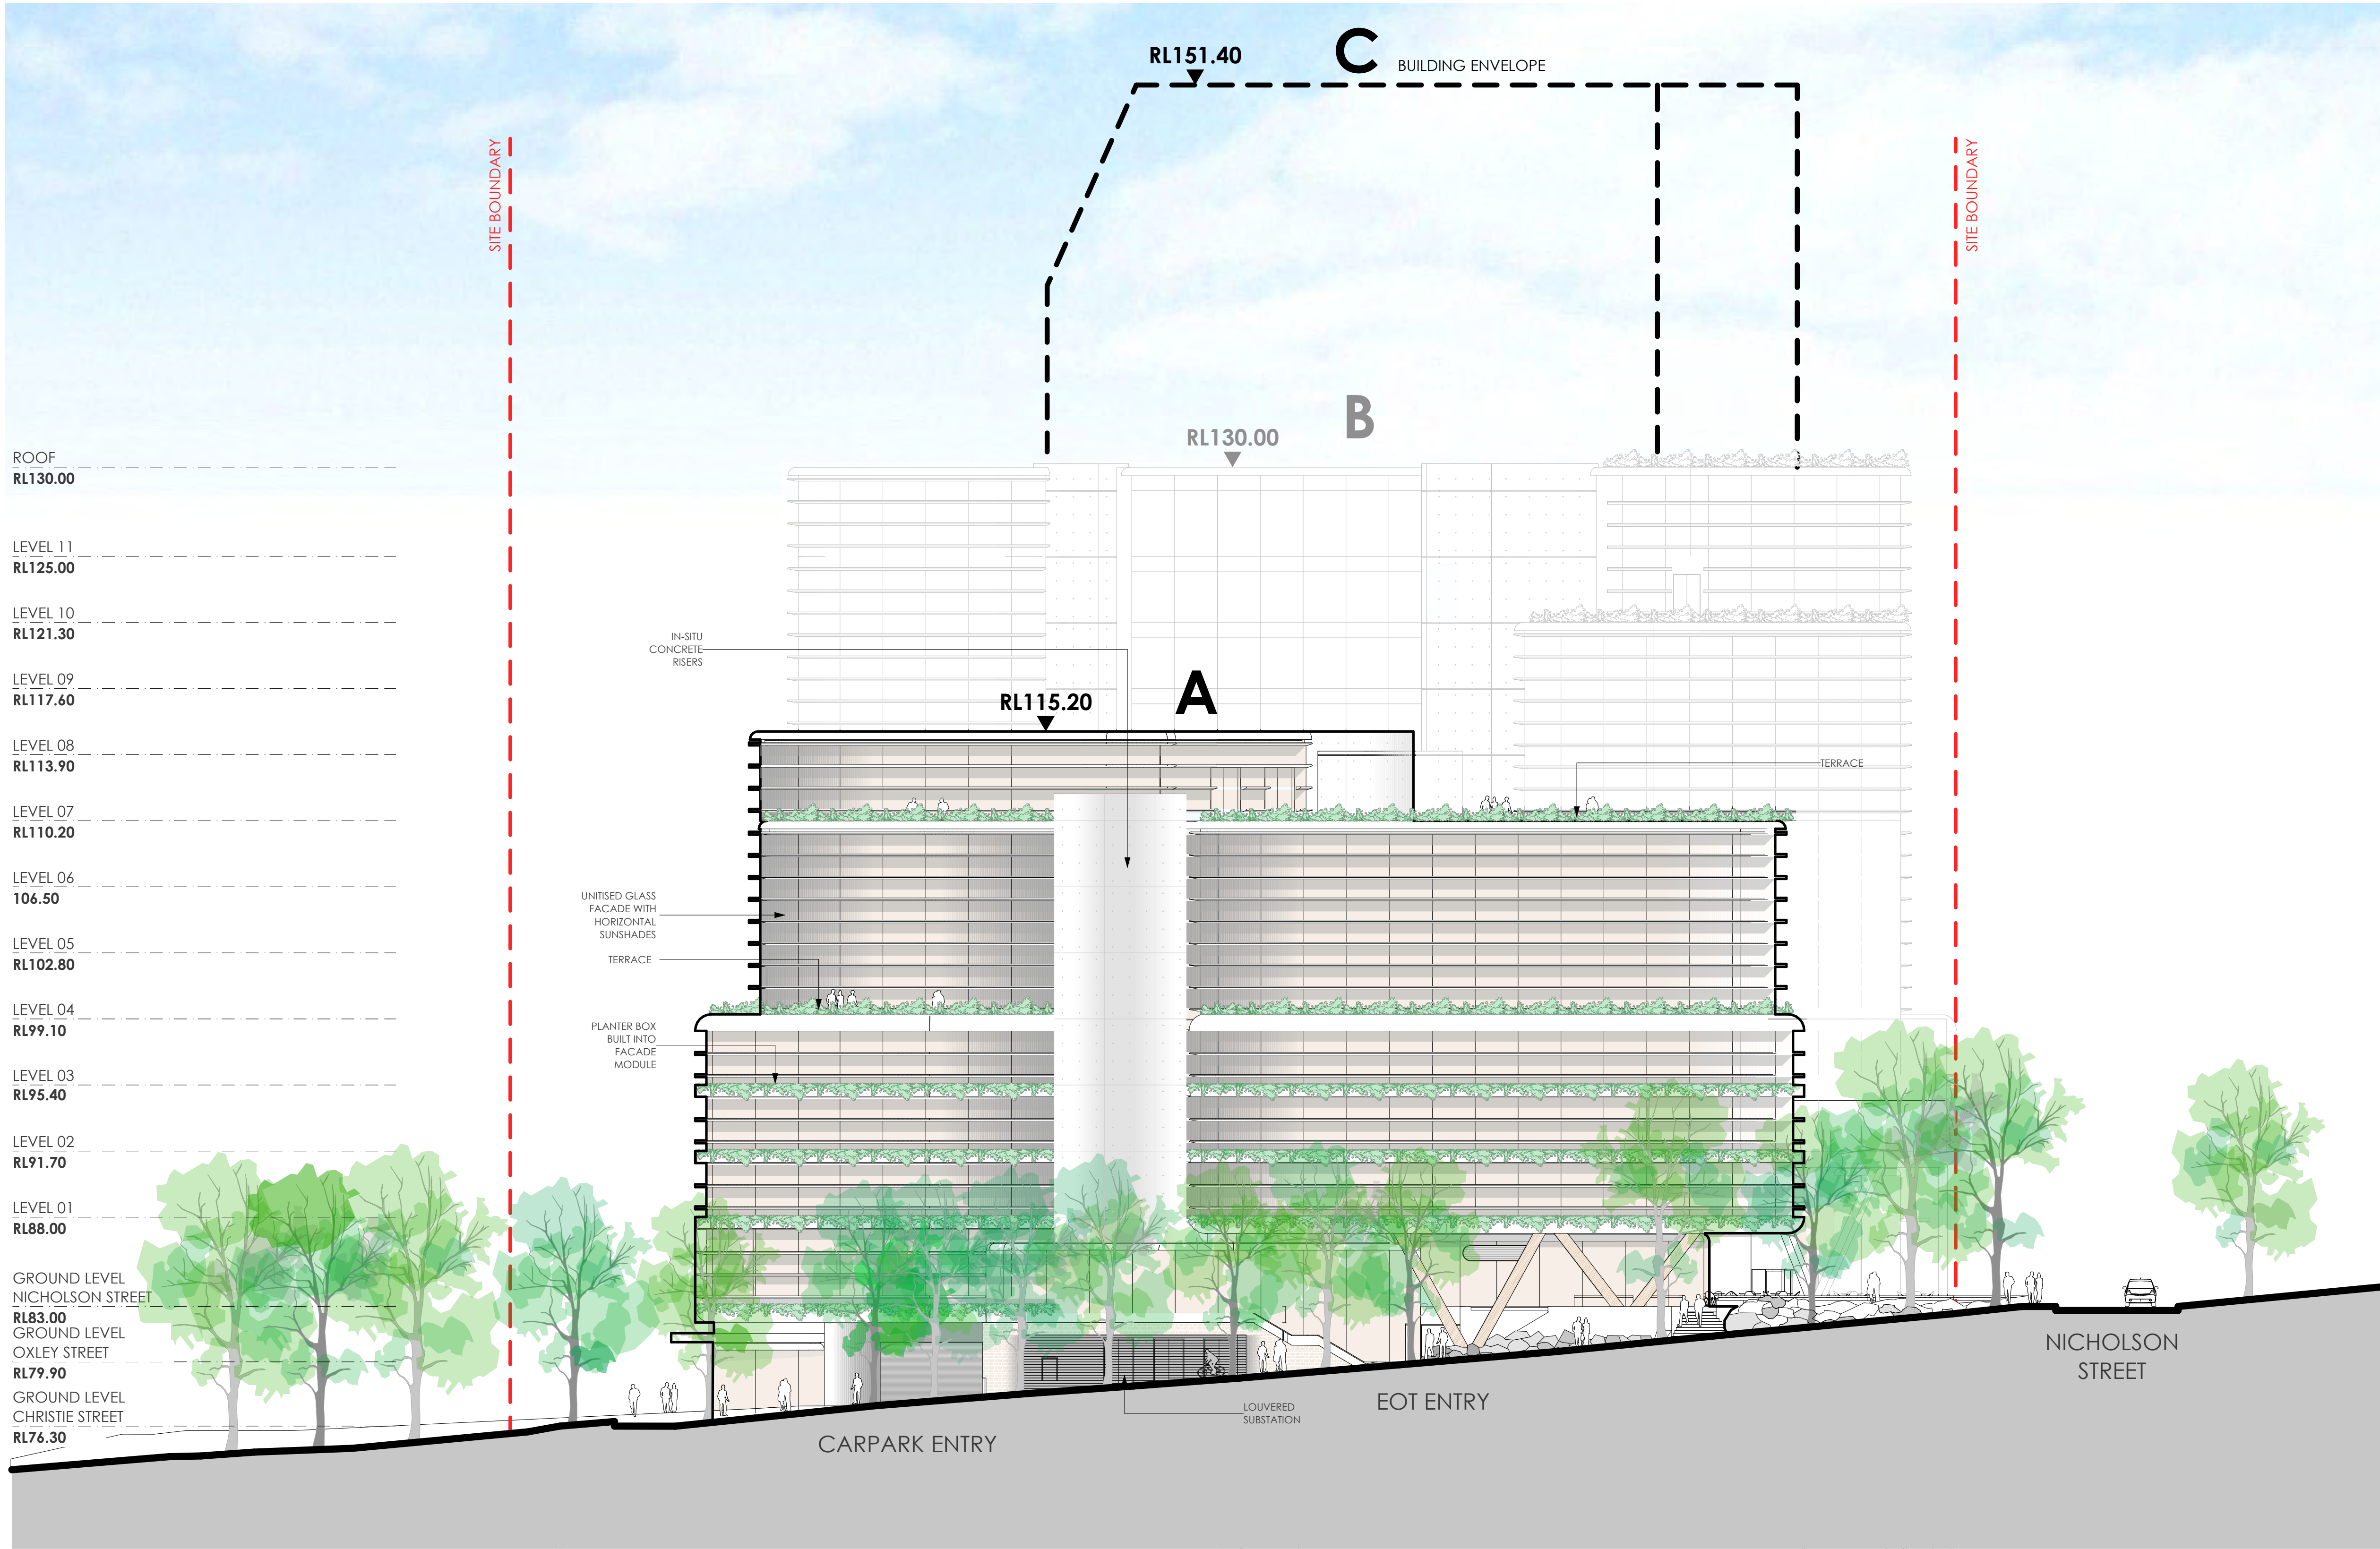 RL151.40
C BUILDING ENVELOPE
SITE BOUNDARY
SITE BOUNDARY
B
RL130.00
ROOF
RL130.00
LEVEL 11
RL125.00
LEVEL 10
RL121.30
LEVEL 09
RL117.60
LEVEL 08
RL113.90
LEVEL 07
RL110.20
LEVEL 06
106.50
LEVEL 05
RL102.80
LEVEL 04
RL99.10
LEVEL 03
RL95.40
LEVEL 02
RL91.70
LEVEL 01
RL88.00
GROUND LEVEL
NICHOLSON STREET
RL83.00
GROUND LEVEL
OXLEY STREET
RL79.90
GROUND LEVEL
CHRISTIE STREET
RL76.30
IN-SITU
CONCRETE
RISERS
RL115.20
A
TERRACE
UNITISED GLASS
FACADE WITH
HORIZONTAL
SUNSHADES
TERRACE
PLANTER BOX
BUILT INTO
FACADE
MODULE
LOUVERED
SUBSTATION
CARPARK ENTRY
EOT ENTRY
NICHOLSON
STREET